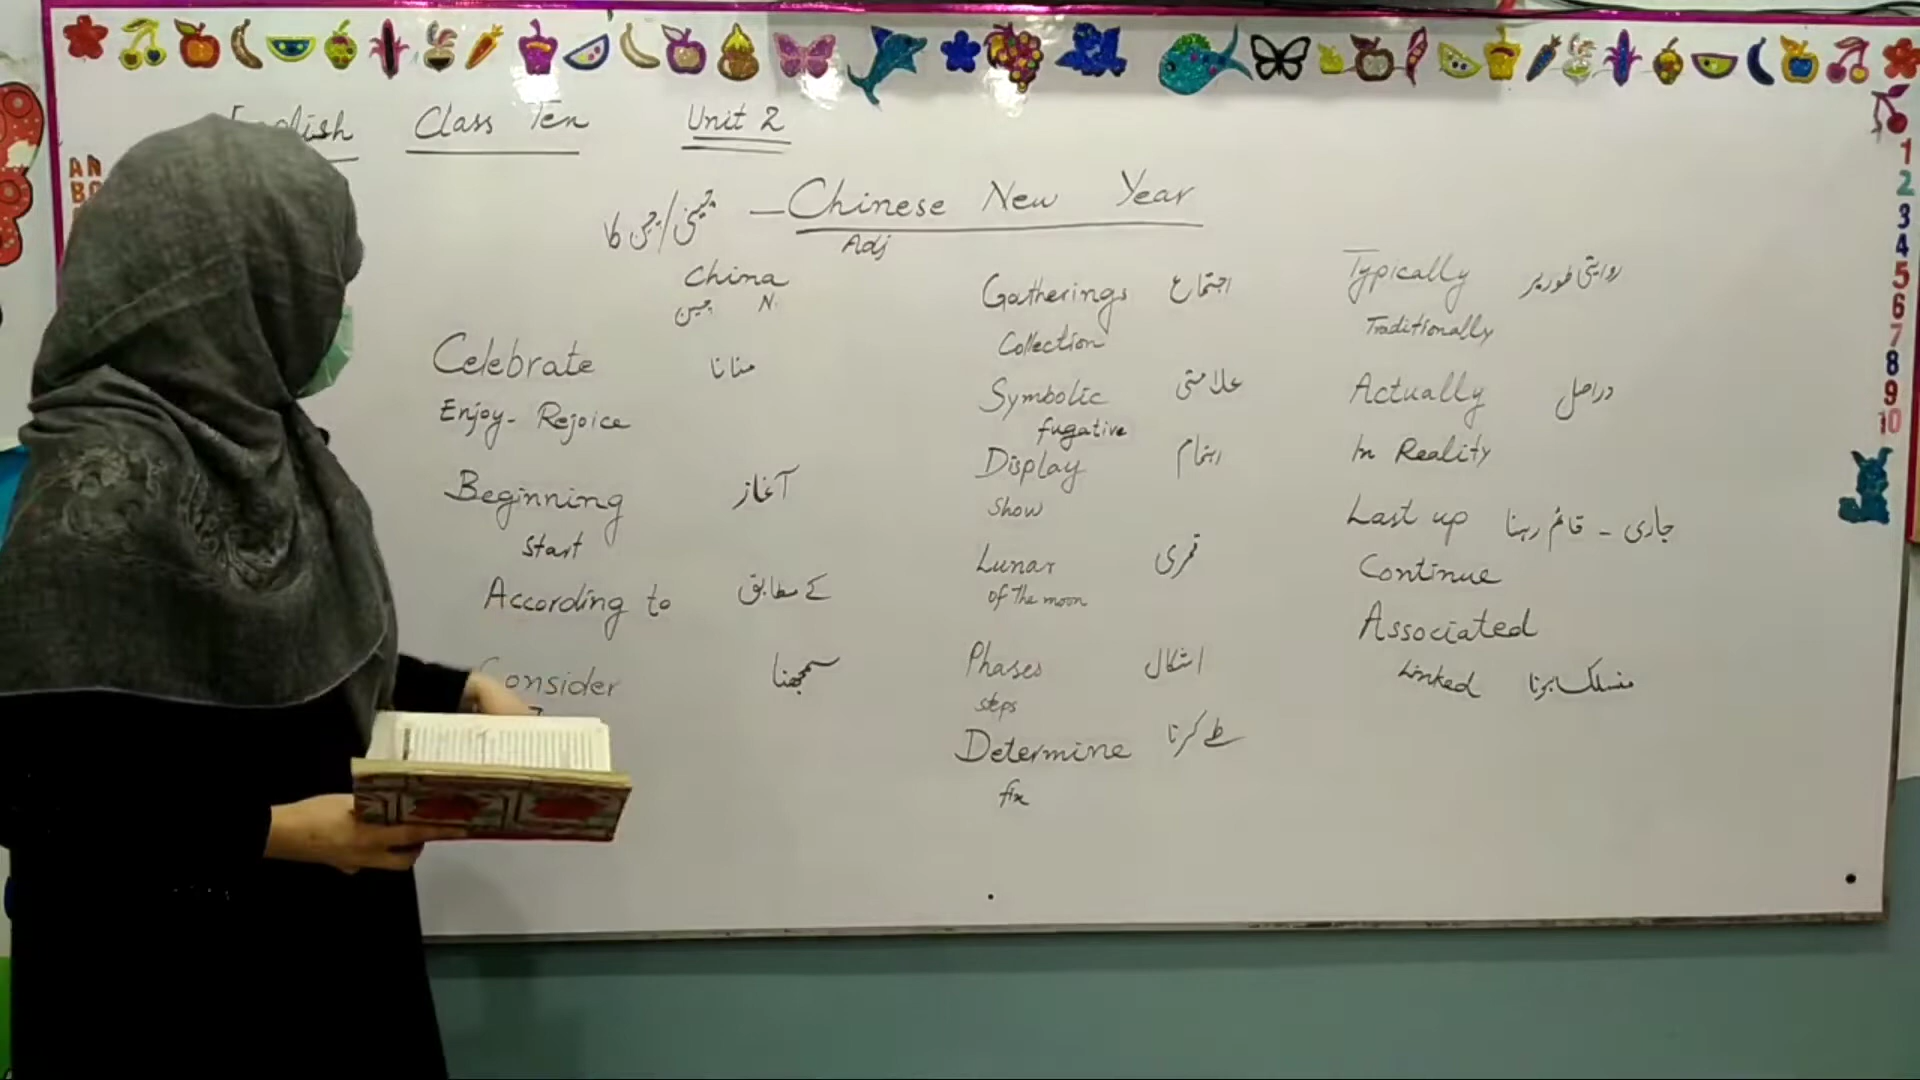 English Class Ten Unit 2
چینی/چین کا — Chinese New Year
Adj
China
چین N.
Celebrate منانا
Enjoy- Rejoice
Beginning آغاز
Start
According to کے مطابق
Consider سمجھنا
Gatherings اجتماع
Collection
Symbolic علامتی
fugative
Display اہتمام
Show
Lunar قمری
of the moon
Phases اشکال
steps
Determine طے کرنا
fix
Typically روایتی طور پر
Traditionally
Actually دراصل
In Reality
Last up جاری - قائم رہنا
Continue
Associated
Linked منسلک ہونا
AN
1
2
3
4
5
6
7
8
9
10